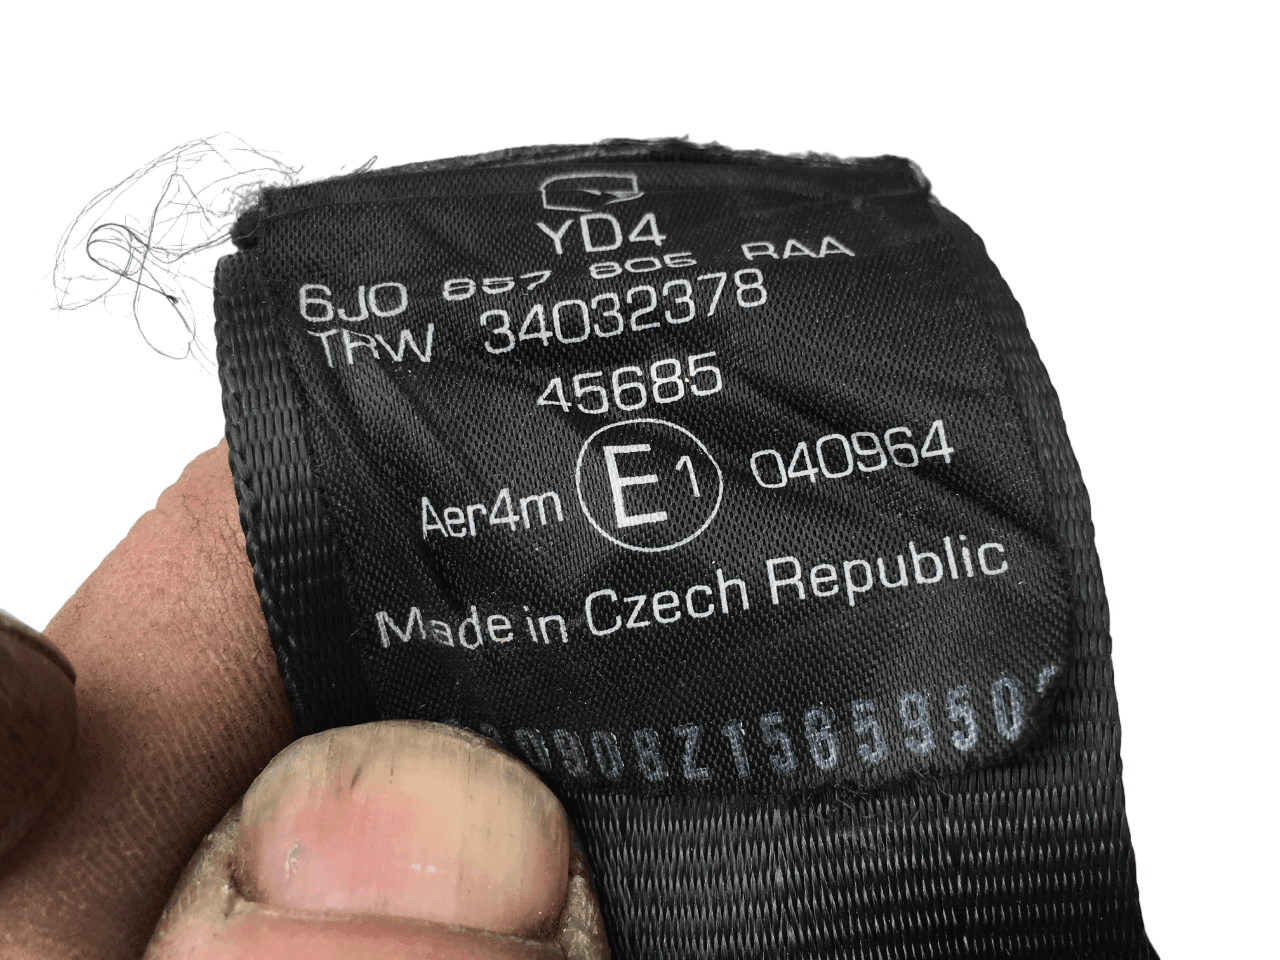 YD4
6J0 857 805 RAA
TRW 34032378
45685
Aer4m E1 040964
Made in Czech Republic